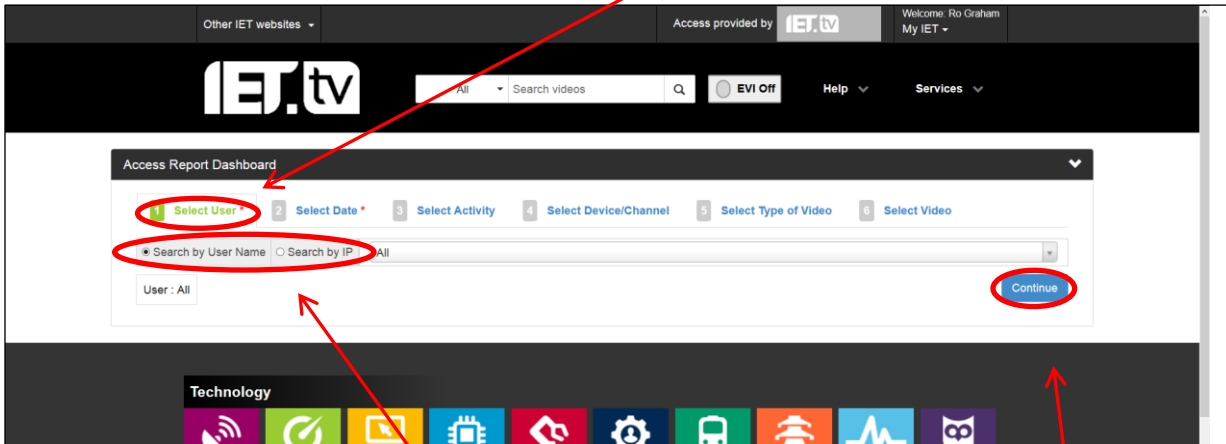 Other IET websites
Access provided by IET.tv
Welcome: Ro Graham
My IET
IET.tv
All
Search videos
EVI Off
Help
Services
Access Report Dashboard
1 Select User *
2 Select Date *
3 Select Activity
4 Select Device/Channel
5 Select Type of Video
6 Select Video
Search by User Name
Search by IP
All
User : All
Continue
Technology